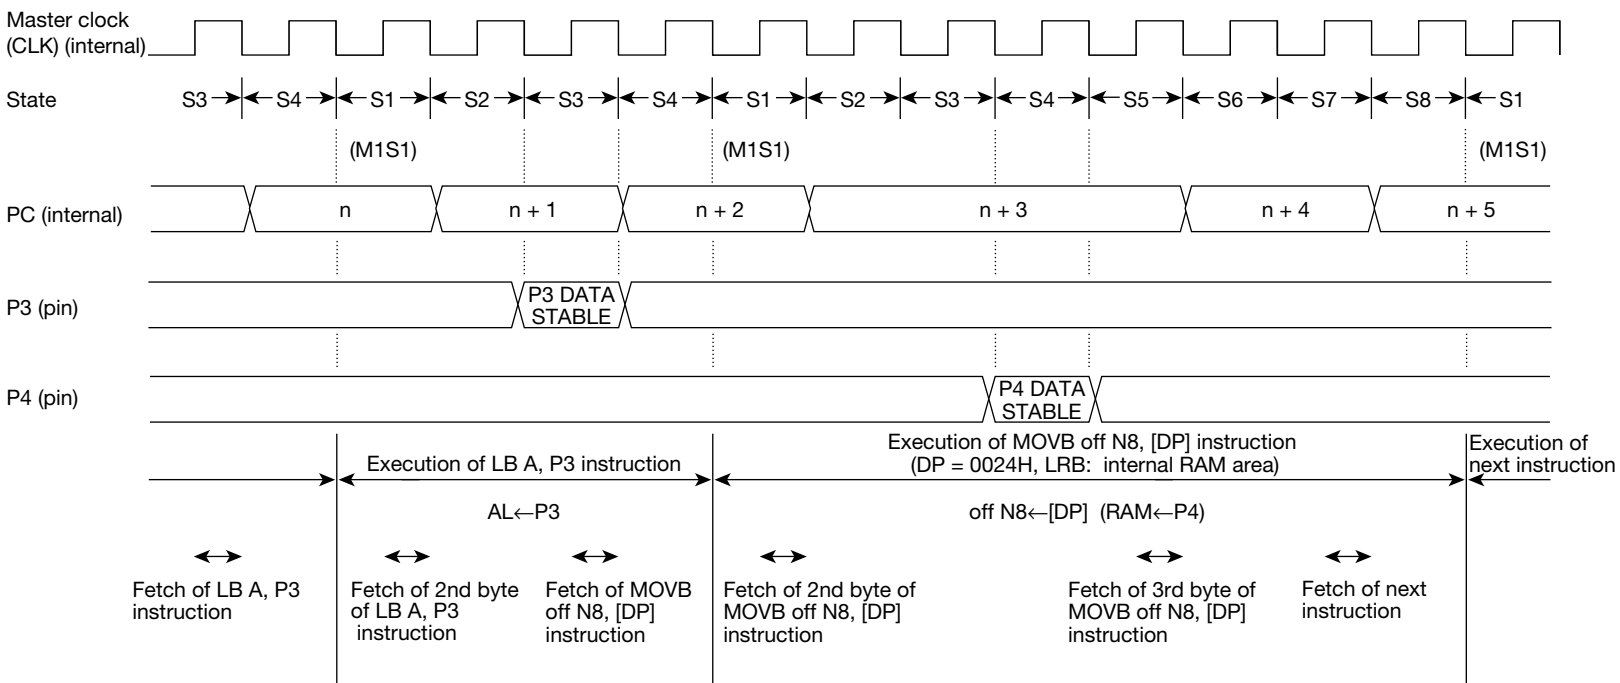 Master clock
(CLK) (internal)
State
S3 S4 S1 S2 S3 S4 S1 S2 S3 S4 S5 S6 S7 S8 S1
(M1S1) (M1S1) (M1S1)
PC (internal)
n n + 1 n + 2 n + 3 n + 4 n + 5
P3 (pin)
P3 DATA
STABLE
P4 (pin)
P4 DATA
STABLE
Execution of LB A, P3 instruction
Execution of MOVB off N8, [DP] instruction
(DP = 0024H, LRB: internal RAM area)
Execution of
next instruction
AL←P3
off N8←[DP] (RAM←P4)
Fetch of LB A, P3
instruction
Fetch of 2nd byte
of LB A, P3
instruction
Fetch of MOVB
off N8, [DP]
instruction
Fetch of 2nd byte of
MOVB off N8, [DP]
instruction
Fetch of 3rd byte of
MOVB off N8, [DP]
instruction
Fetch of next
instruction